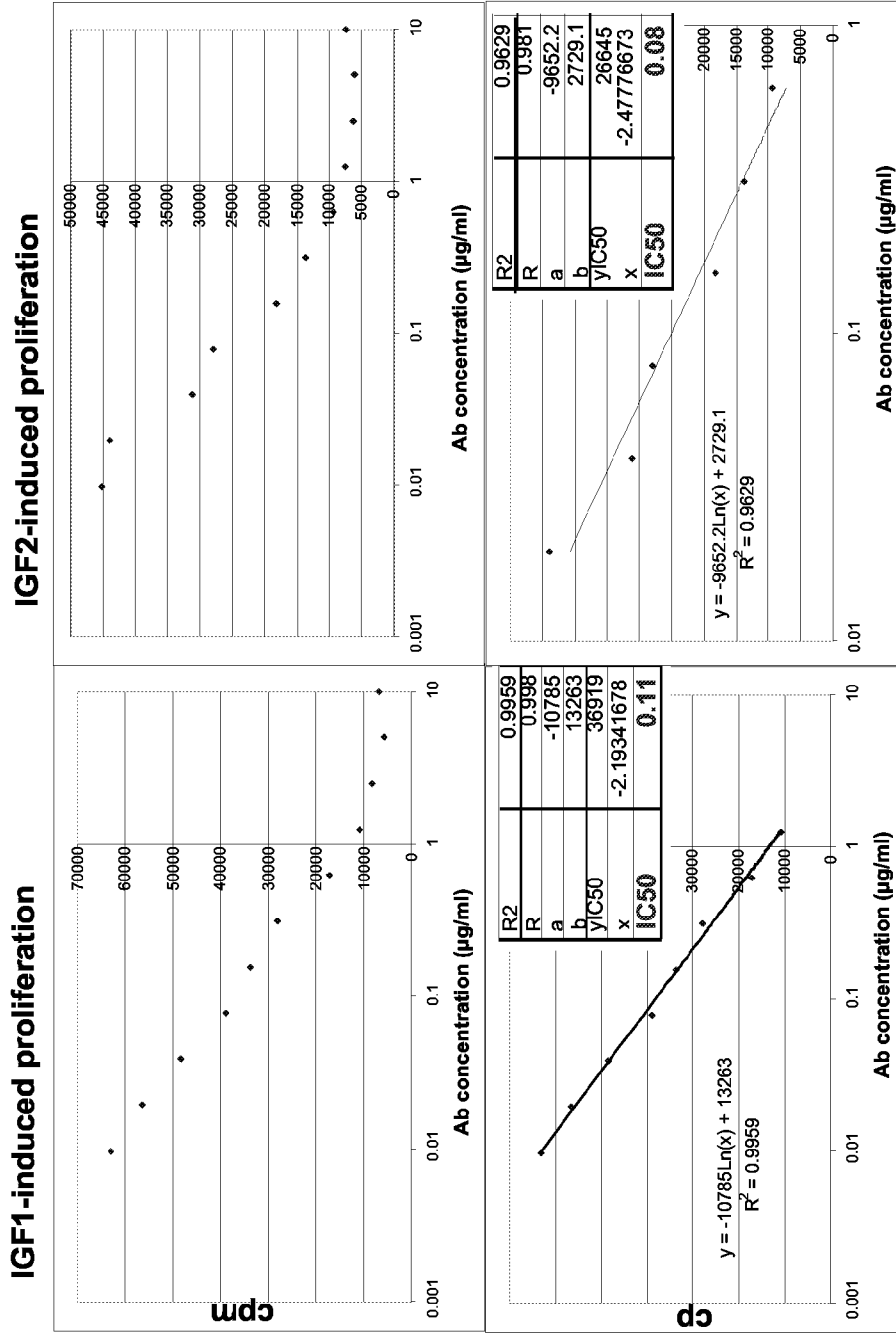 IGF1-induced proliferation
cpm
70000
60000
50000
40000
30000
20000
10000
0
0.001
0.01
0.1
1
10
Ab concentration (µg/ml)
cp
30000
20000
10000
0
0.001
0.01
0.1
1
10
Ab concentration (µg/ml)
y = -10785Ln(x) + 13263
R² = 0.9959
R2 0.9959
R 0.998
a -10785
b 13263
yIC50 36919
x -2.19341678
IC50 0.11
IGF2-induced proliferation
50000
45000
40000
35000
30000
25000
20000
15000
10000
5000
0
0.001
0.01
0.1
1
10
Ab concentration (µg/ml)
20000
15000
10000
5000
0
0.01
0.1
1
Ab concentration (µg/ml)
y = -9652.2Ln(x) + 2729.1
R² = 0.9629
R2 0.9629
R 0.981
a -9652.2
b 2729.1
yIC50 26645
x -2.47776673
IC50 0.08